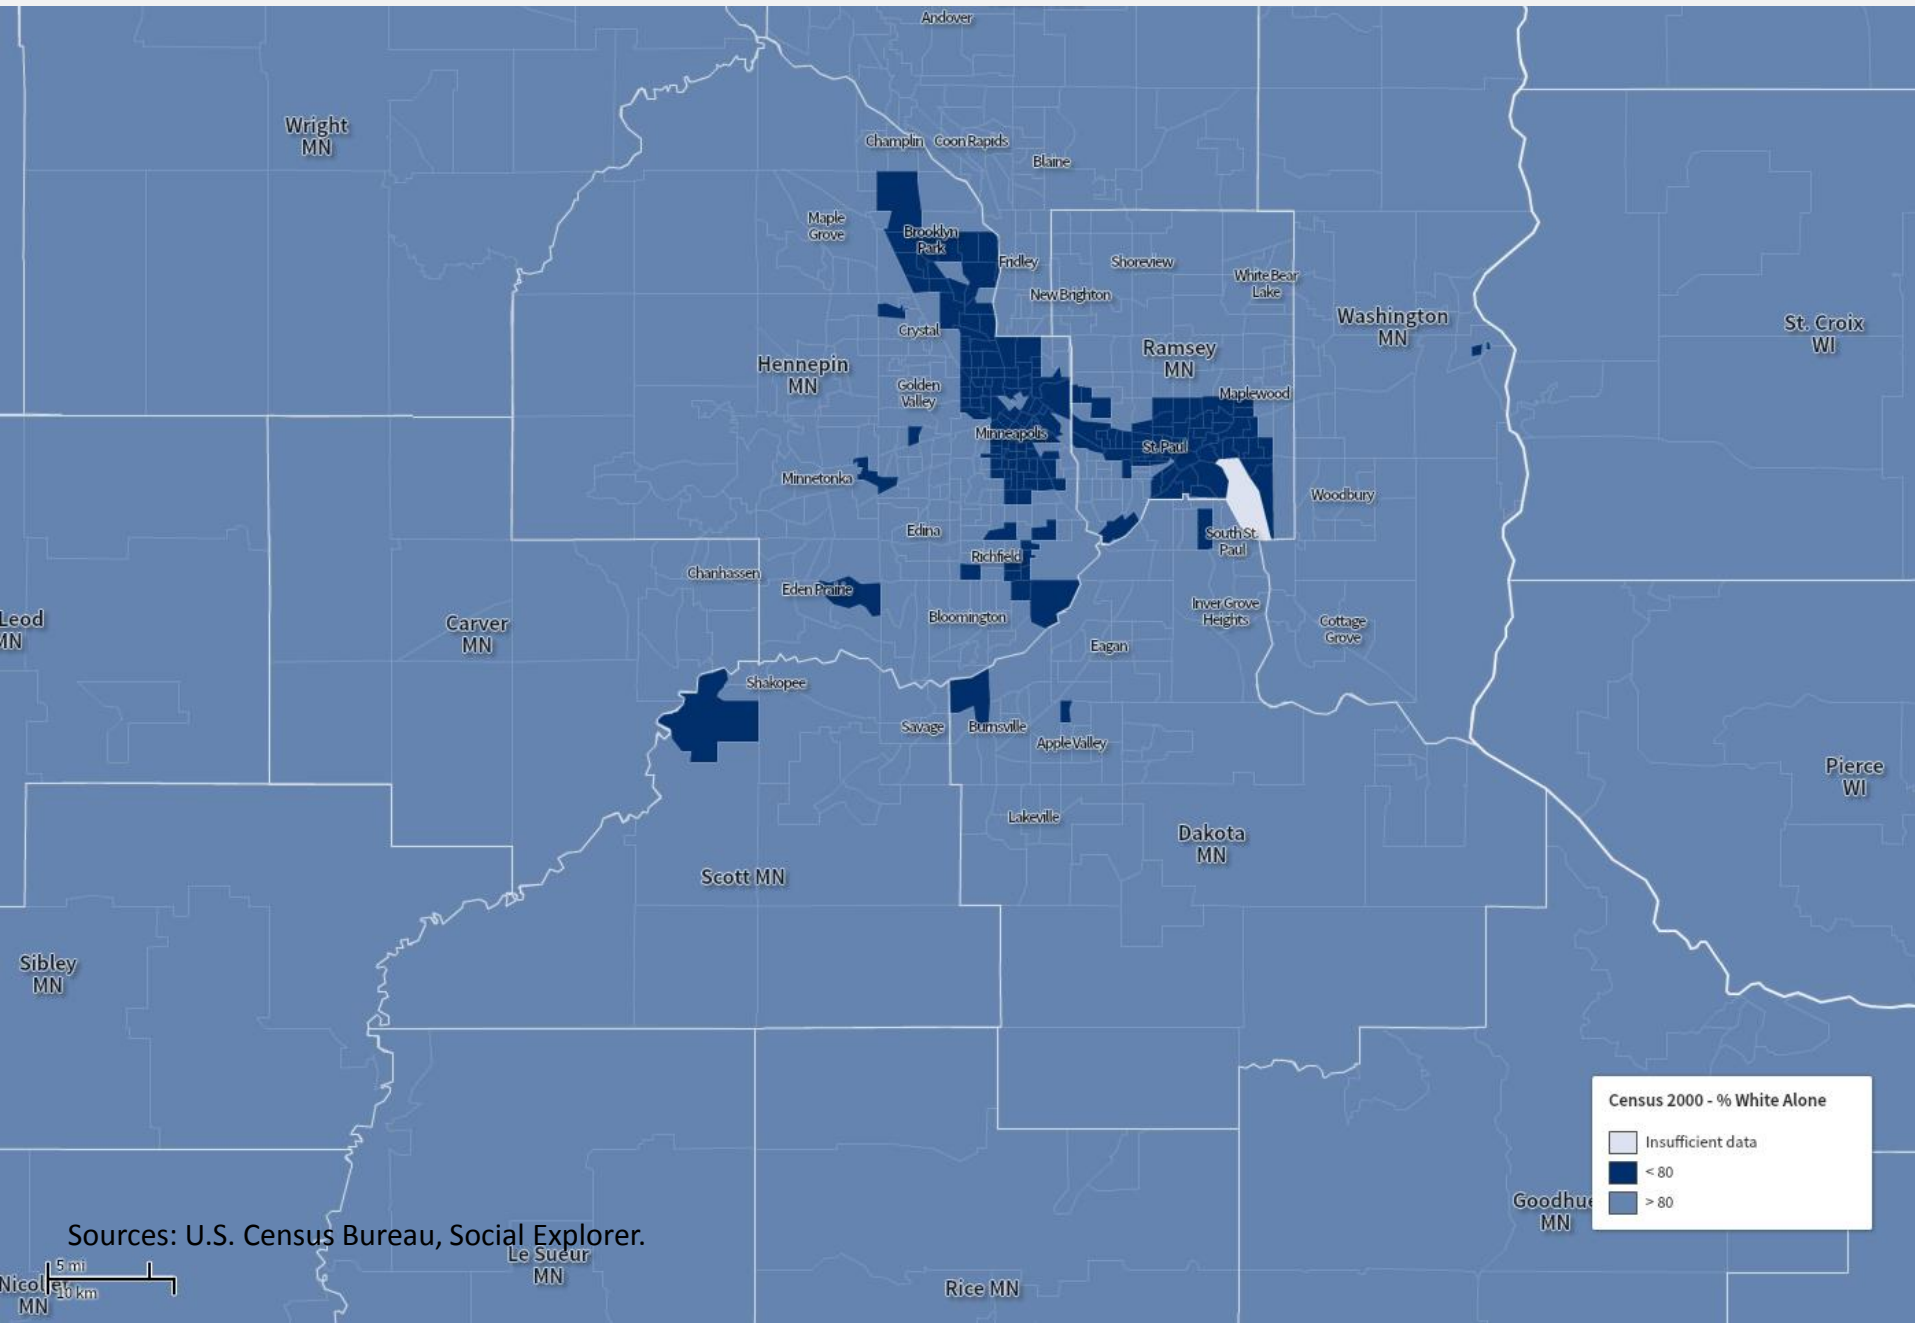 Andover
Wright
MN
Champlin
Coon Rapids
Blaine
Maple
Grove
Brooklyn
Park
Fridley
Shoreview
White Bear
Lake
New Brighton
Washington
MN
St. Croix
WI
Crystal
Ramsey
MN
Hennepin
MN
Golden
Valley
Maplewood
Minneapolis
St. Paul
Minnetonka
Woodbury
Edina
South St.
Paul
Richfield
Chanhassen
Eden Prairie
Inver Grove
Heights
Bloomington
Cottage
Grove
Leod
MN
Carver
MN
Eagan
Shakopee
Savage
Burnsville
Apple Valley
Pierce
WI
Lakeville
Dakota
MN
Scott MN
Sibley
MN
Census 2000 - % White Alone
Insufficient data
< 80
> 80
Goodhue
MN
Sources: U.S. Census Bureau, Social Explorer.
Le Sueur
MN
5 mi
10 km
Nicollet
MN
Rice MN